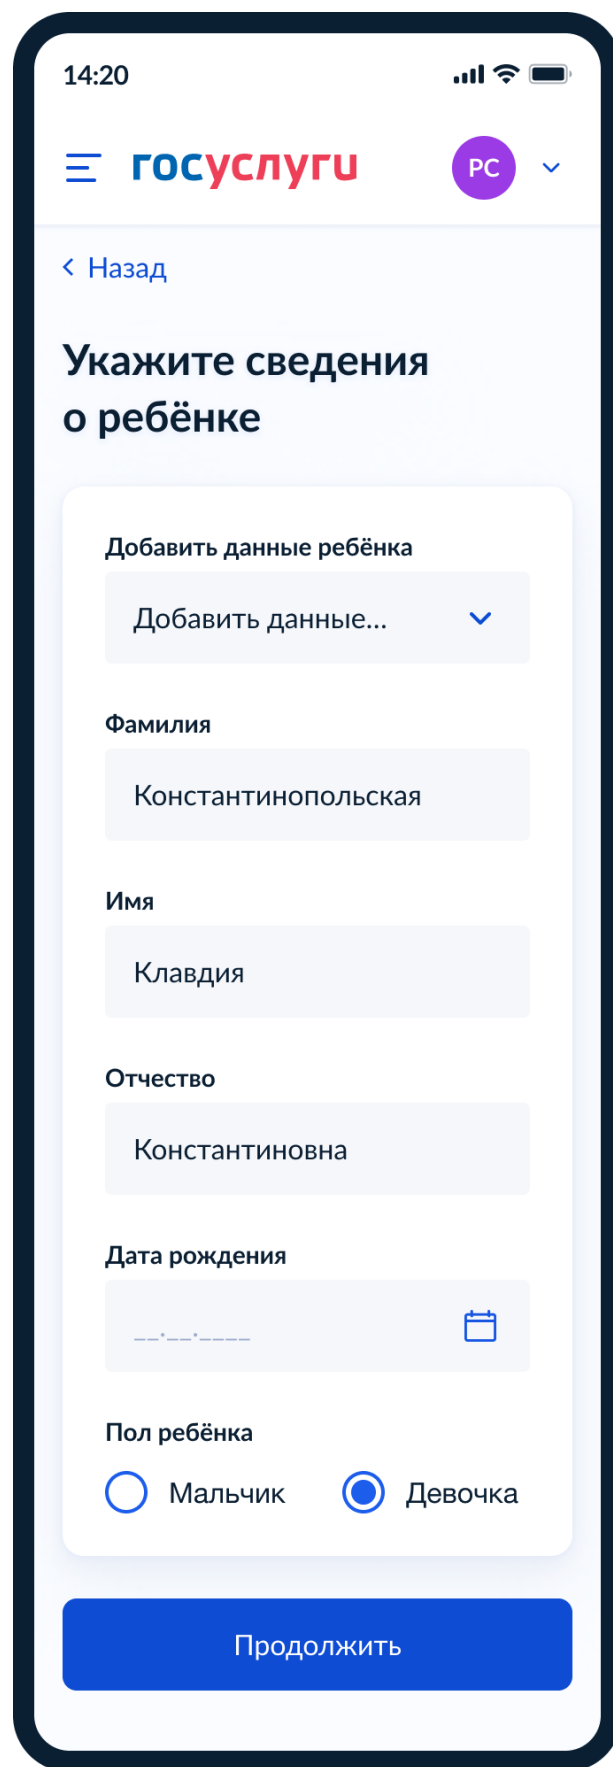 14:20
госуслуги
РС
Назад
Укажите сведения
о ребёнке
Добавить данные ребёнка
Добавить данные...
Фамилия
Константинопольская
Имя
Клавдия
Отчество
Константиновна
Дата рождения
__.__.____
Пол ребёнка
Мальчик Девочка
Продолжить